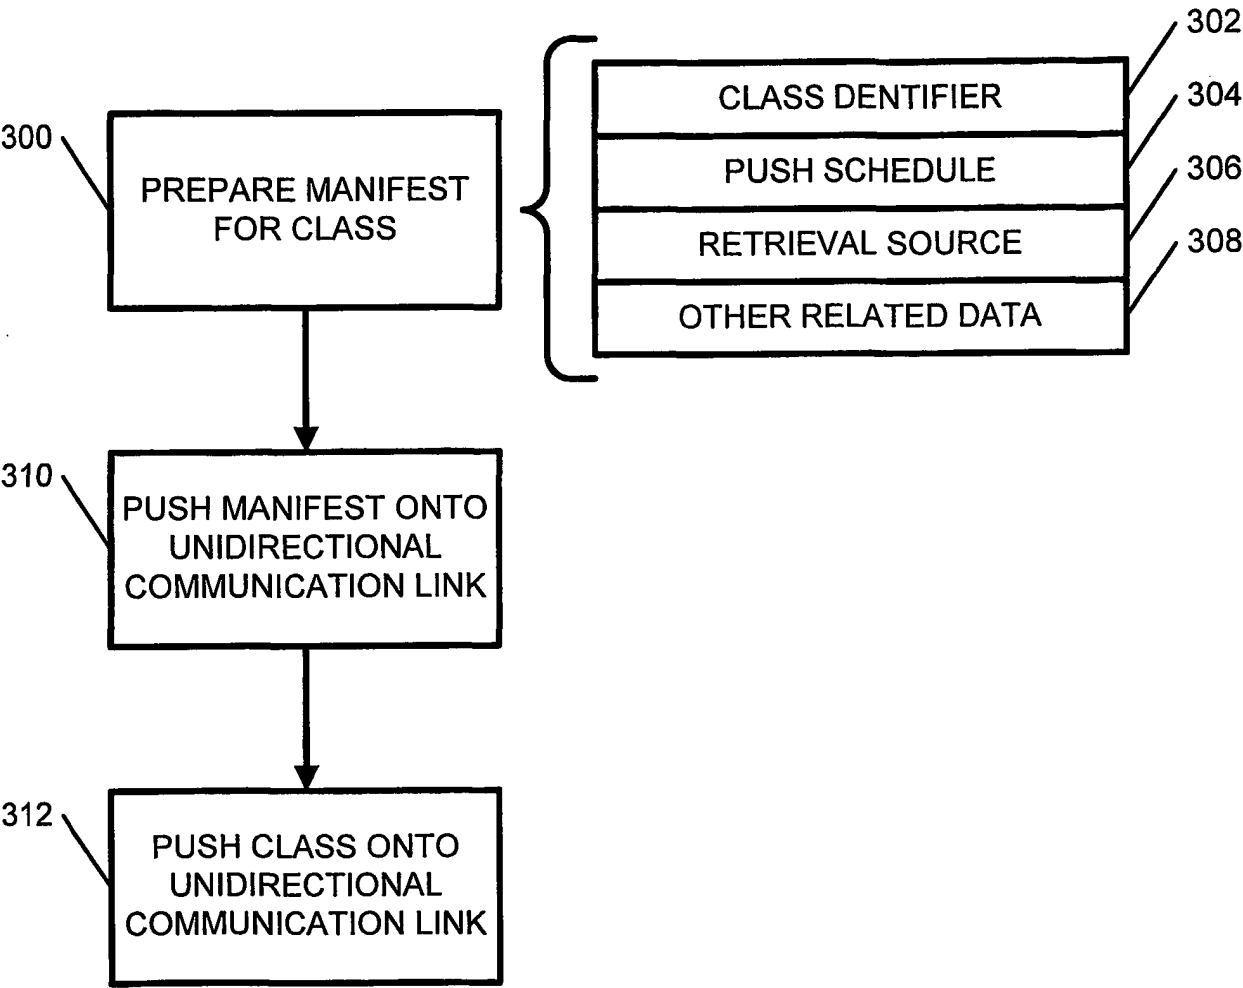 302
CLASS DENTIFIER
304
PUSH SCHEDULE
306
RETRIEVAL SOURCE
308
OTHER RELATED DATA
300
PREPARE MANIFEST
FOR CLASS
310
PUSH MANIFEST ONTO
UNIDIRECTIONAL
COMMUNICATION LINK
312
PUSH CLASS ONTO
UNIDIRECTIONAL
COMMUNICATION LINK